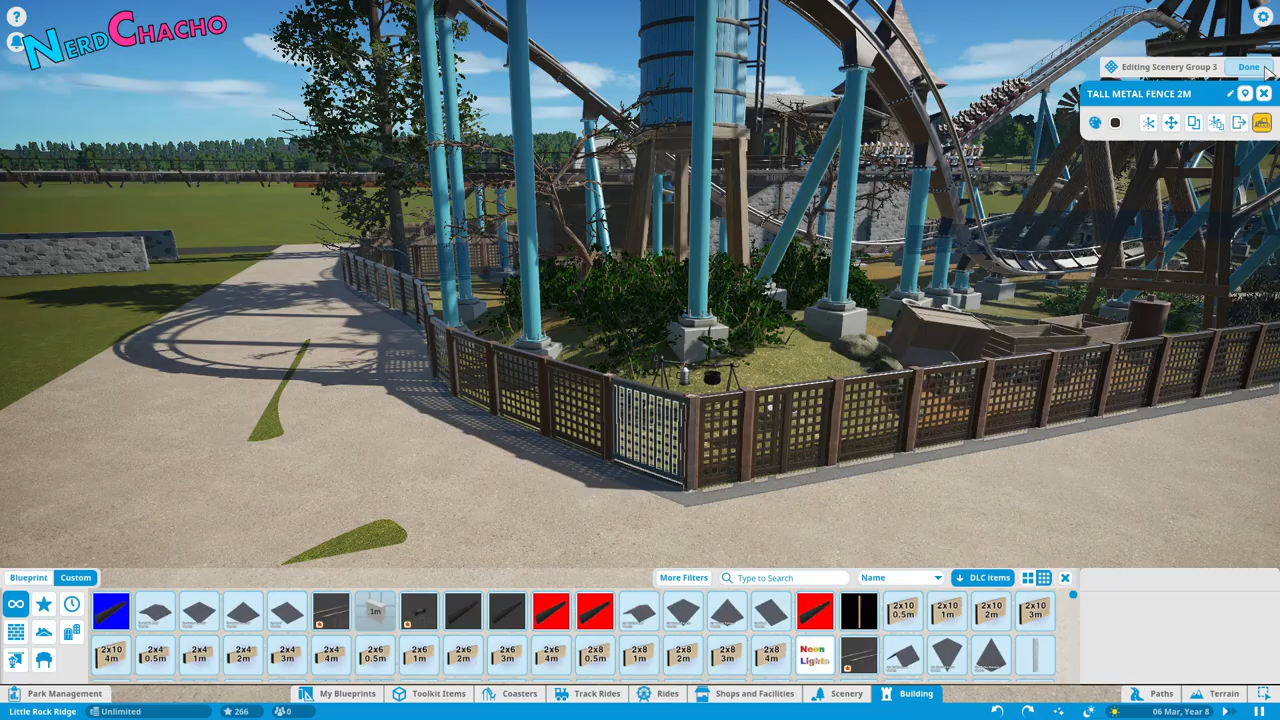 NerdChacho
Editing Scenery Group 3 Done
TALL METAL FENCE 2M
Blueprint Custom More Filters Type to Search Name DLC items
1m 2x10 0.5m 2x10 1m 2x10 2m 2x10 3m
2x10 4m 2x4 0.5m 2x4 1m 2x4 2m 2x4 3m 2x4 4m 2x6 0.5m 2x6 1m 2x6 2m 2x6 3m 2x6 4m 2x8 0.5m 2x8 1m 2x8 2m 2x8 3m 2x8 4m Neon Lights
Park Management My Blueprints Toolkit Items Coasters Track Rides Rides Shops and Facilities Scenery Building Paths Terrain
Little Rock Ridge Unlimited 266 0 06 Mar, Year 8